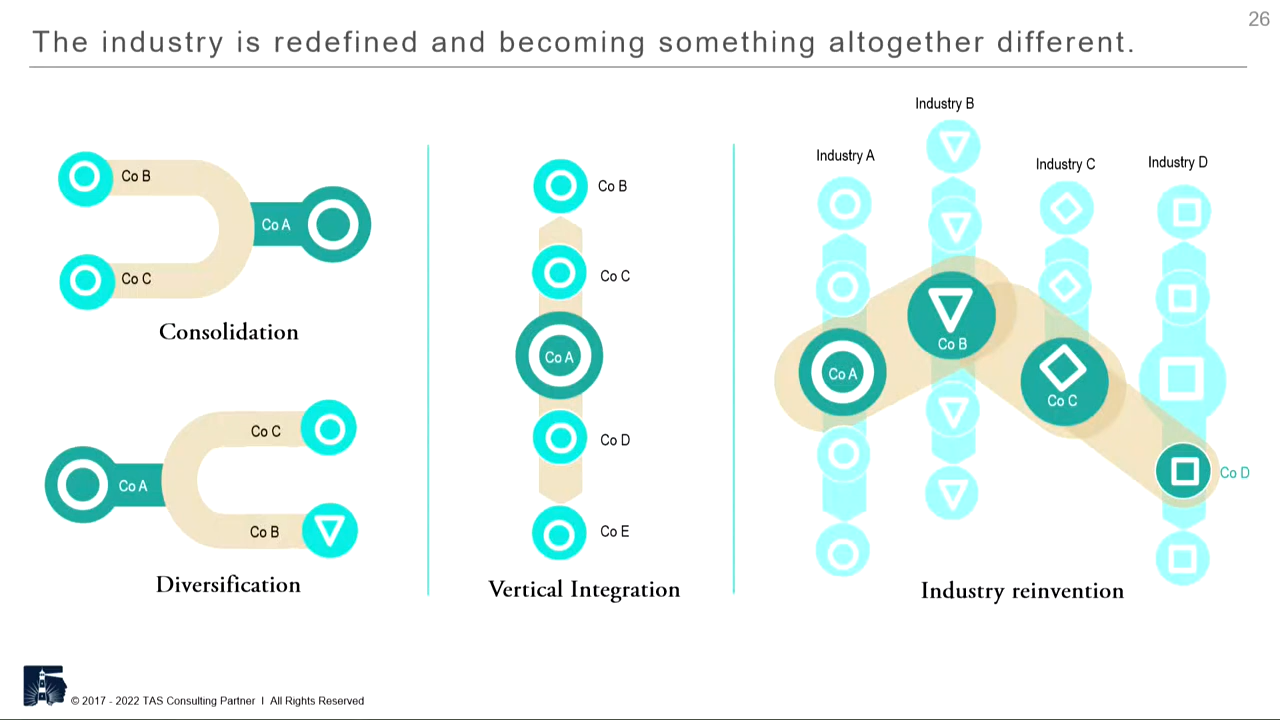 26
The industry is redefined and becoming something altogether different.
Co B
Co A
Co C
Consolidation
Co C
Co A
Co B
Diversification
Co B
Co C
Co A
Co D
Co E
Vertical Integration
Industry B
Industry A
Industry C
Industry D
Co B
Co A
Co C
Co D
Industry reinvention
© 2017 - 2022 TAS Consulting Partner I All Rights Reserved